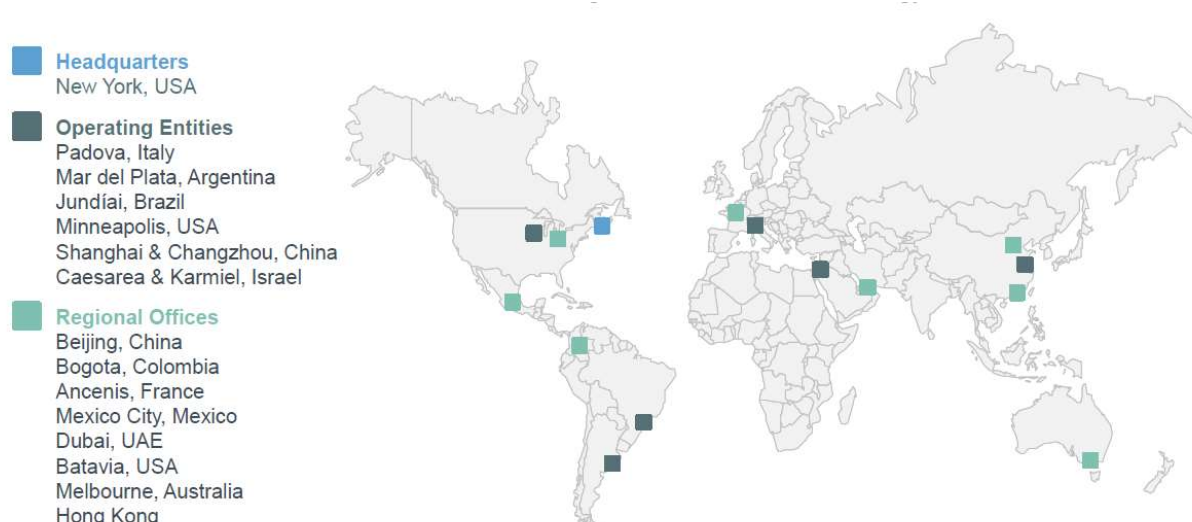 Headquarters
New York, USA
Operating Entities
Padova, Italy
Mar del Plata, Argentina
Jundíai, Brazil
Minneapolis, USA
Shanghai & Changzhou, China
Caesarea & Karmiel, Israel
Regional Offices
Beijing, China
Bogota, Colombia
Ancenis, France
Mexico City, Mexico
Dubai, UAE
Batavia, USA
Melbourne, Australia
Hong Kong